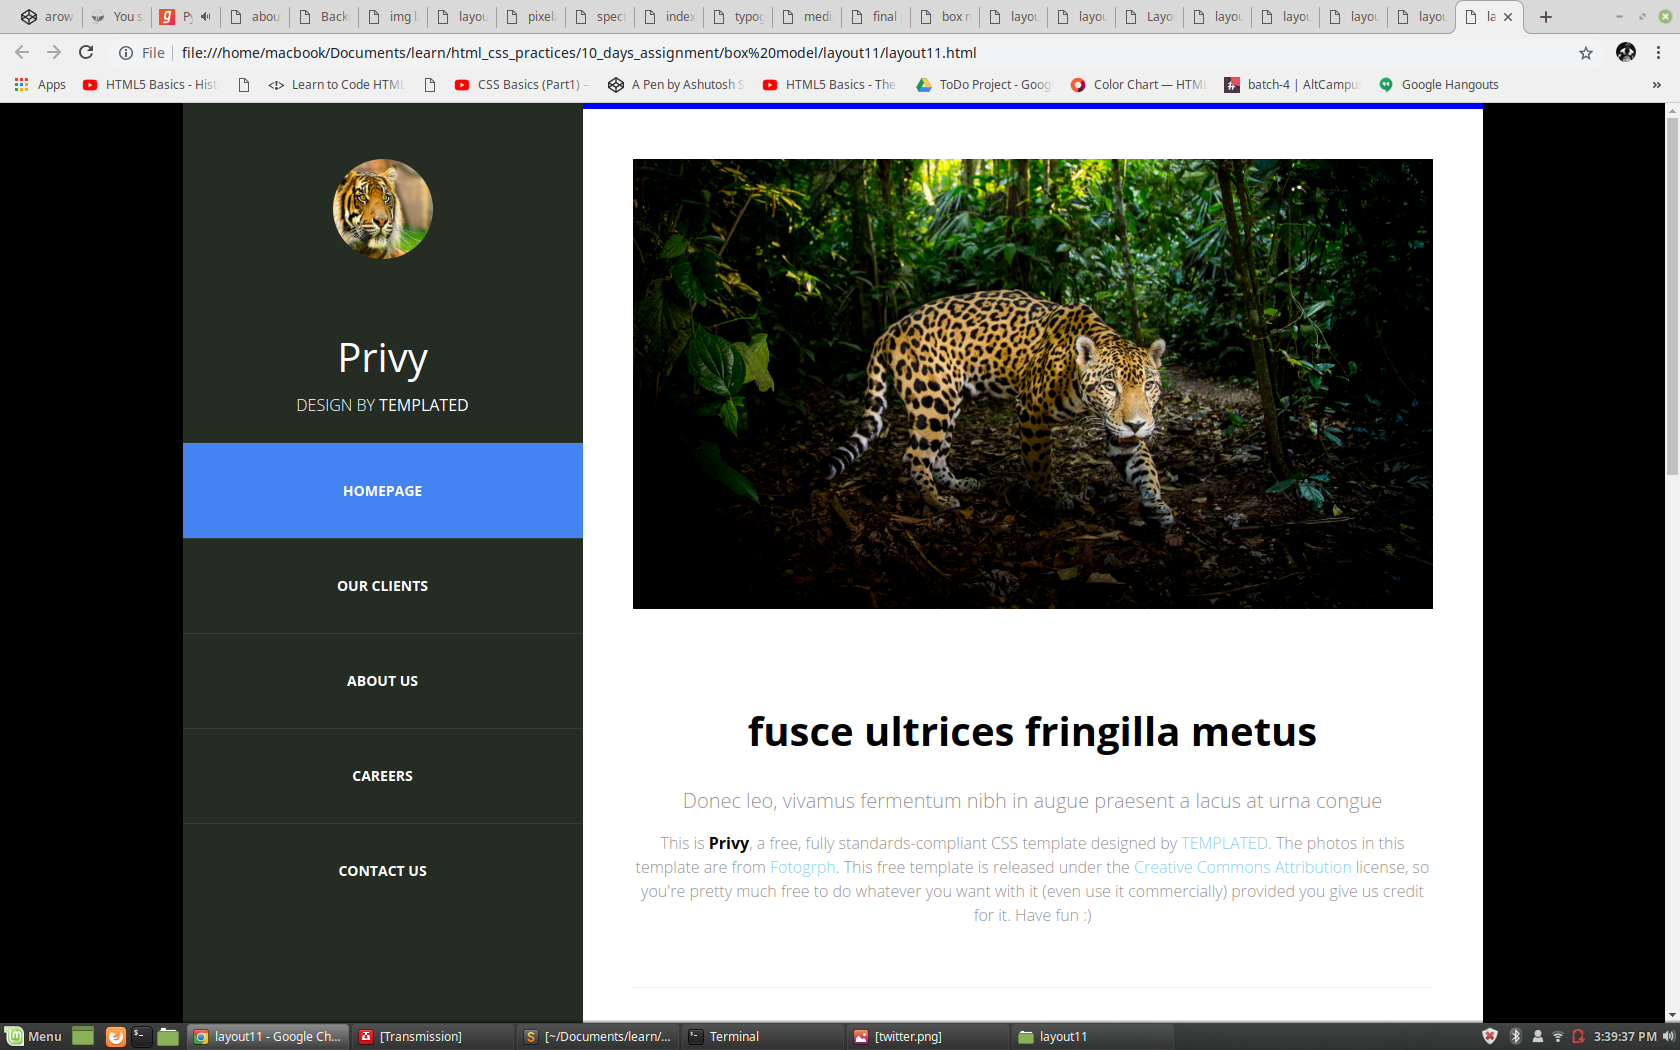 arow
You s
Py
abou
Back
img l
layou
pixel
spect
index
typog
medi
final
box m
layou
layou
Layo
layou
layou
layou
layou
la
File
file:///home/macbook/Documents/learn/html_css_practices/10_days_assignment/box%20model/layout11/layout11.html
Apps
HTML5 Basics - Hist
Learn to Code HTML
CSS Basics (Part1) –
A Pen by Ashutosh S
HTML5 Basics - The
ToDo Project - Goog
Color Chart — HTML
batch-4 | AltCampus
Google Hangouts
»
Privy
DESIGN BY TEMPLATED
HOMEPAGE
OUR CLIENTS
ABOUT US
CAREERS
CONTACT US
fusce ultrices fringilla metus
Donec leo, vivamus fermentum nibh in augue praesent a lacus at urna congue
This is Privy, a free, fully standards-compliant CSS template designed by TEMPLATED. The photos in this
template are from Fotogrph. This free template is released under the Creative Commons Attribution license, so
you're pretty much free to do whatever you want with it (even use it commercially) provided you give us credit
for it. Have fun :)
Menu
layout11 - Google Ch...
[Transmission]
[~/Documents/learn/...
Terminal
[twitter.png]
layout11
3:39:37 PM